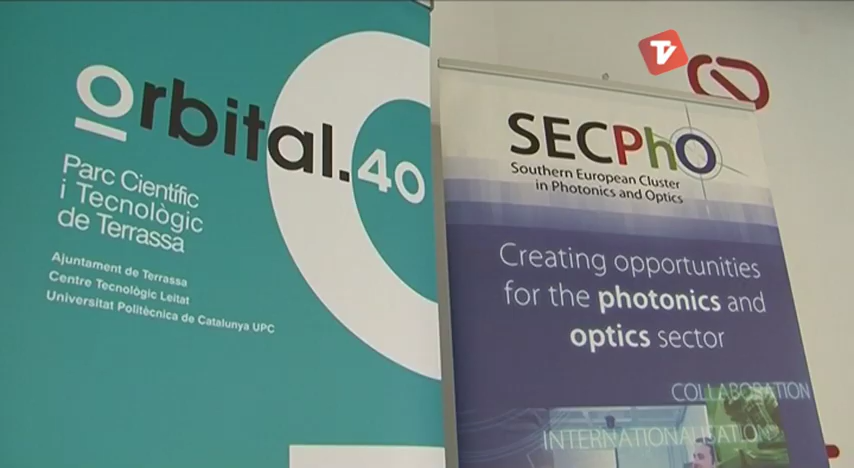 orbital.40
Parc Científic
i Tecnològic
de Terrassa
Ajuntament de Terrassa
Centre Tecnològic Leitat
Universitat Politècnica de Catalunya UPC
TV
SECPhO
Southern European Cluster
in Photonics and Optics
Creating opportunities
for the photonics and
optics sector
COLLABORATION
INTERNATIONALISATION